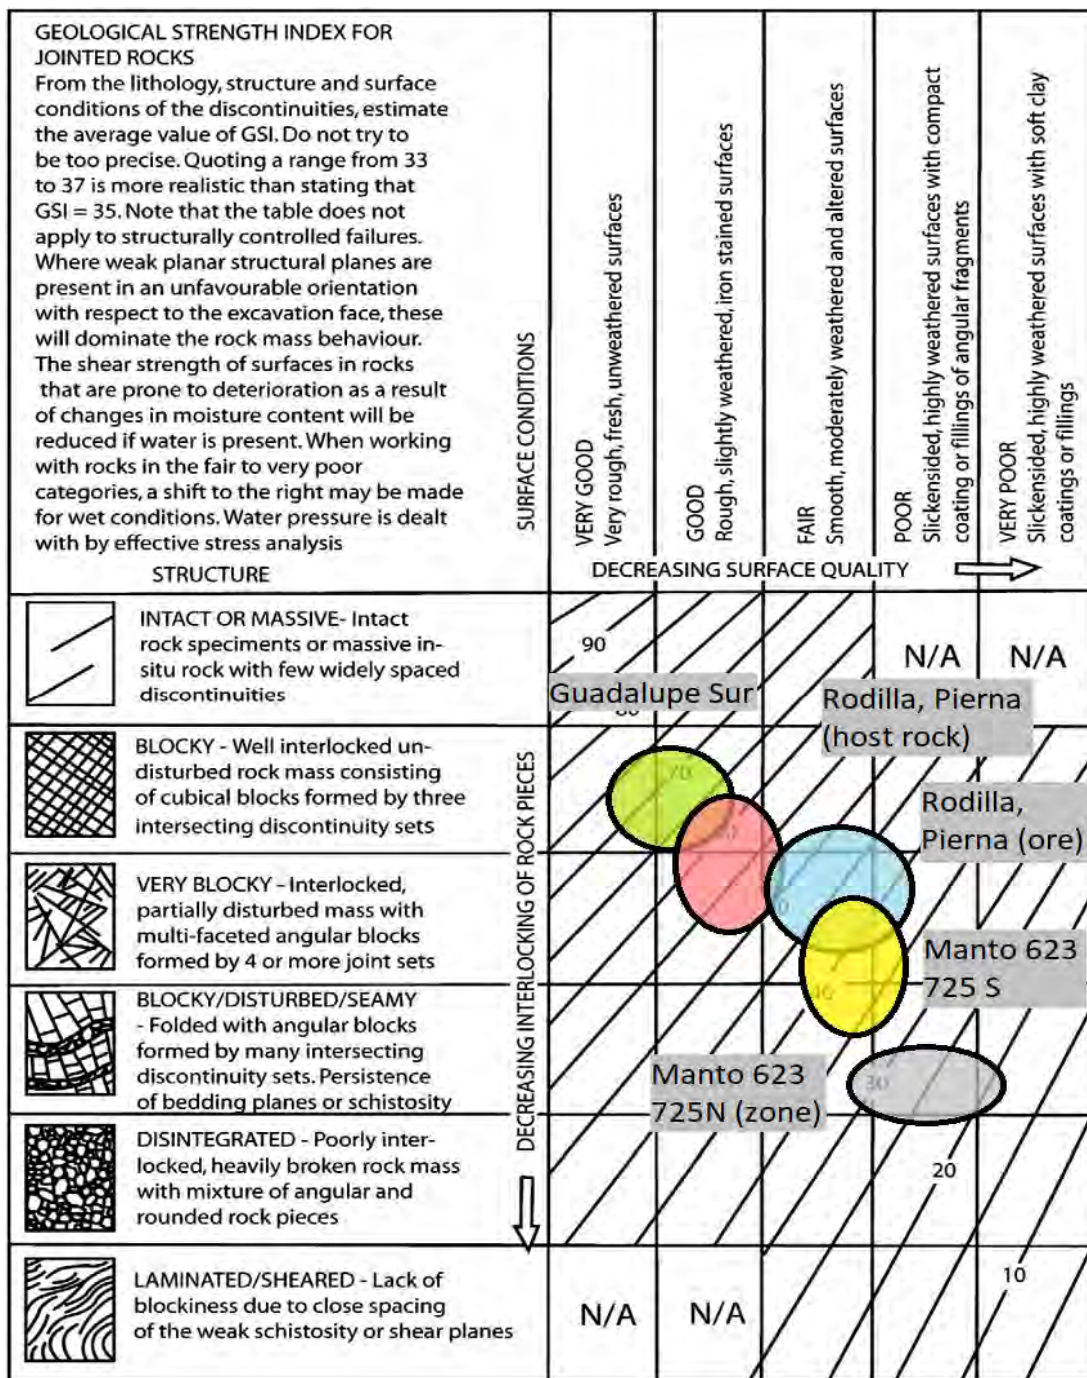 GEOLOGICAL STRENGTH INDEX FOR
JOINTED ROCKS
From the lithology, structure and surface
conditions of the discontinuities, estimate
the average value of GSI. Do not try to
be too precise. Quoting a range from 33
to 37 is more realistic than stating that
GSI = 35. Note that the table does not
apply to structurally controlled failures.
Where weak planar structural planes are
present in an unfavourable orientation
with respect to the excavation face, these
will dominate the rock mass behaviour.
The shear strength of surfaces in rocks
that are prone to deterioration as a result
of changes in moisture content will be
reduced if water is present. When working
with rocks in the fair to very poor
categories, a shift to the right may be made
for wet conditions. Water pressure is dealt
with by effective stress analysis
STRUCTURE
SURFACE CONDITIONS
VERY GOOD
Very rough, fresh, unweathered surfaces
GOOD
Rough, slightly weathered, iron stained surfaces
FAIR
Smooth, moderately weathered and altered surfaces
POOR
Slickensided, highly weathered surfaces with compact
coating or fillings of angular fragments
VERY POOR
Slickensided, highly weathered surfaces with soft clay
coatings or fillings
DECREASING SURFACE QUALITY
DECREASING INTERLOCKING OF ROCK PIECES
INTACT OR MASSIVE- Intact
rock speciments or massive in-
situ rock with few widely spaced
discontinuities
90
N/A
N/A
Guadalupe Sur
80
Rodilla, Pierna
(host rock)
BLOCKY - Well interlocked un-
disturbed rock mass consisting
of cubical blocks formed by three
intersecting discontinuity sets
70
Rodilla,
Pierna (ore)
VERY BLOCKY - Interlocked,
partially disturbed mass with
multi-faceted angular blocks
formed by 4 or more joint sets
Manto 623
725 S
BLOCKY/DISTURBED/SEAMY
- Folded with angular blocks
formed by many intersecting
discontinuity sets. Persistence
of bedding planes or schistosity
40
Manto 623
725N (zone)
30
DISINTEGRATED - Poorly inter-
locked, heavily broken rock mass
with mixture of angular and
rounded rock pieces
20
LAMINATED/SHEARED - Lack of
blockiness due to close spacing
of the weak schistosity or shear planes
N/A
N/A
10